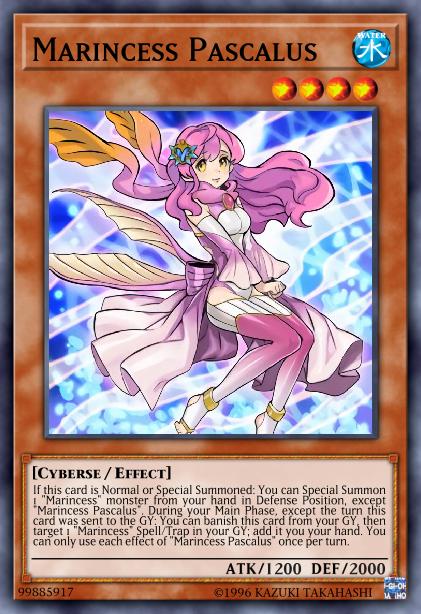 Marincess Pascalus
WATER
水
[Cyberse / Effect]
If this card is Normal or Special Summoned: You can Special Summon
1 "Marincess" monster from your hand in Defense Position, except
"Marincess Pascalus". During your Main Phase, except the turn this
card was sent to the GY: You can banish this card from your GY, then
target 1 "Marincess" Spell/Trap in your GY; add it you your hand. You
can only use each effect of "Marincess Pascalus" once per turn.
ATK/1200 DEF/2000
99885917
©1996 KAZUKI TAKAHASHI